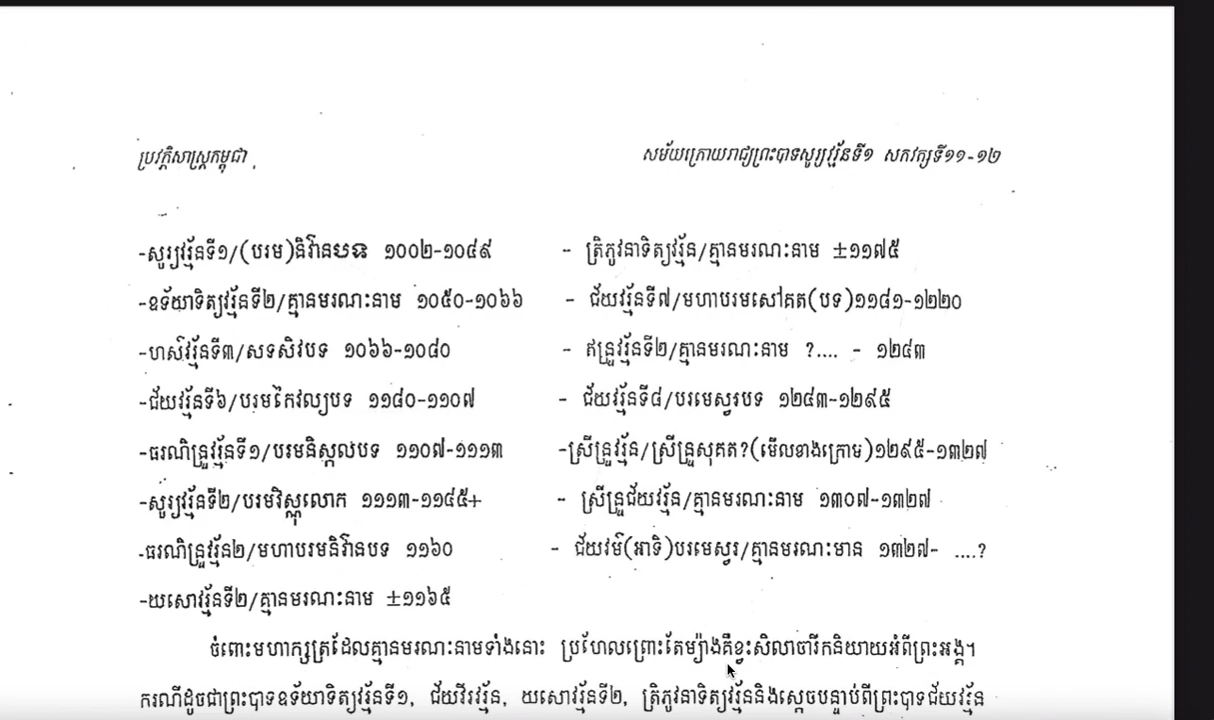 ប្រវត្តិសាស្ត្រកម្ពុជា
សម័យក្រោយរាជ្យព្រះបាទសូរ្យវរ្ម័នទី១ សតវត្សទី១១-១២
-សូរ្យវរ្ម័នទី១/(បរម)និវ៌ានបទ ១០០២-១០៤៩
- ត្រិភូវនាទិត្យវរ្ម័ន/គ្មានមរណៈនាម ±១១៧៥
-ឧទ័យាទិត្យវរ្ម័នទី២/គ្មានមរណៈនាម ១០៥០-១០៦៦
- ជ័យវរ្ម័នទី៧/មហាបរមសៅគត(បទ)១១៨១-១២២០
-ហស៌វរ្ម័នទី៣/សទសិវបទ ១០៦៦-១០៨០
- ឥន្ទ្រវរ្ម័នទី២/គ្មានមរណៈនាម ?.... - ១២៤៣
-ជ័យវរ្ម័នទី៦/បរមកៃវល្យបទ ១១៨០-១១០៧
- ជ័យវរ្ម័នទី៨/បរមេស្វរបទ ១២៤៣-១២៩៥
-ធរណិន្ទ្រវរ្ម័នទី១/បរមនិស្កលបទ ១១០៧-១១១៣
-ស្រីន្ទ្រវរ្ម័ន/ស្រីន្ទ្រសុគត?(មើលខាងក្រោម)១២៩៥-១៣២៧
-សូរ្យវរ្ម័នទី២/បរមវិស្ណុលោក ១១១៣-១១៤៥+
- ស្រីន្ទ្រជ័យវរ្ម័ន/គ្មានមរណៈនាម ១៣០៧-១៣២៧
-ធរណិន្ទ្រវរ្ម័ន២/មហាបរមនិវ៌ានបទ ១១៦០
- ជ័យវម៌(អាទិ)បរមេស្វរ/គ្មានមរណៈមាន ១៣២៧- ....?
-យសោវរ្ម័នទី២/គ្មានមរណៈនាម ±១១៦៥
ចំពោះមហាក្សត្រដែលគ្មានមរណៈនាមទាំងនោះ ប្រហែលព្រោះតែម្យ៉ាងគឺខ្វះសិលាចារឹកនិយាយអំពីព្រះអង្គ។
ករណីដូចជាព្រះបាទឧទ័យាទិត្យវរ្ម័នទី១, ជ័យវីរវរ្ម័ន, យសោវរ្ម័នទី២, ត្រិភូវនាទិត្យវរ្ម័ននិងស្តេចបន្ទាប់ពីព្រះបាទជ័យវរ្ម័ន